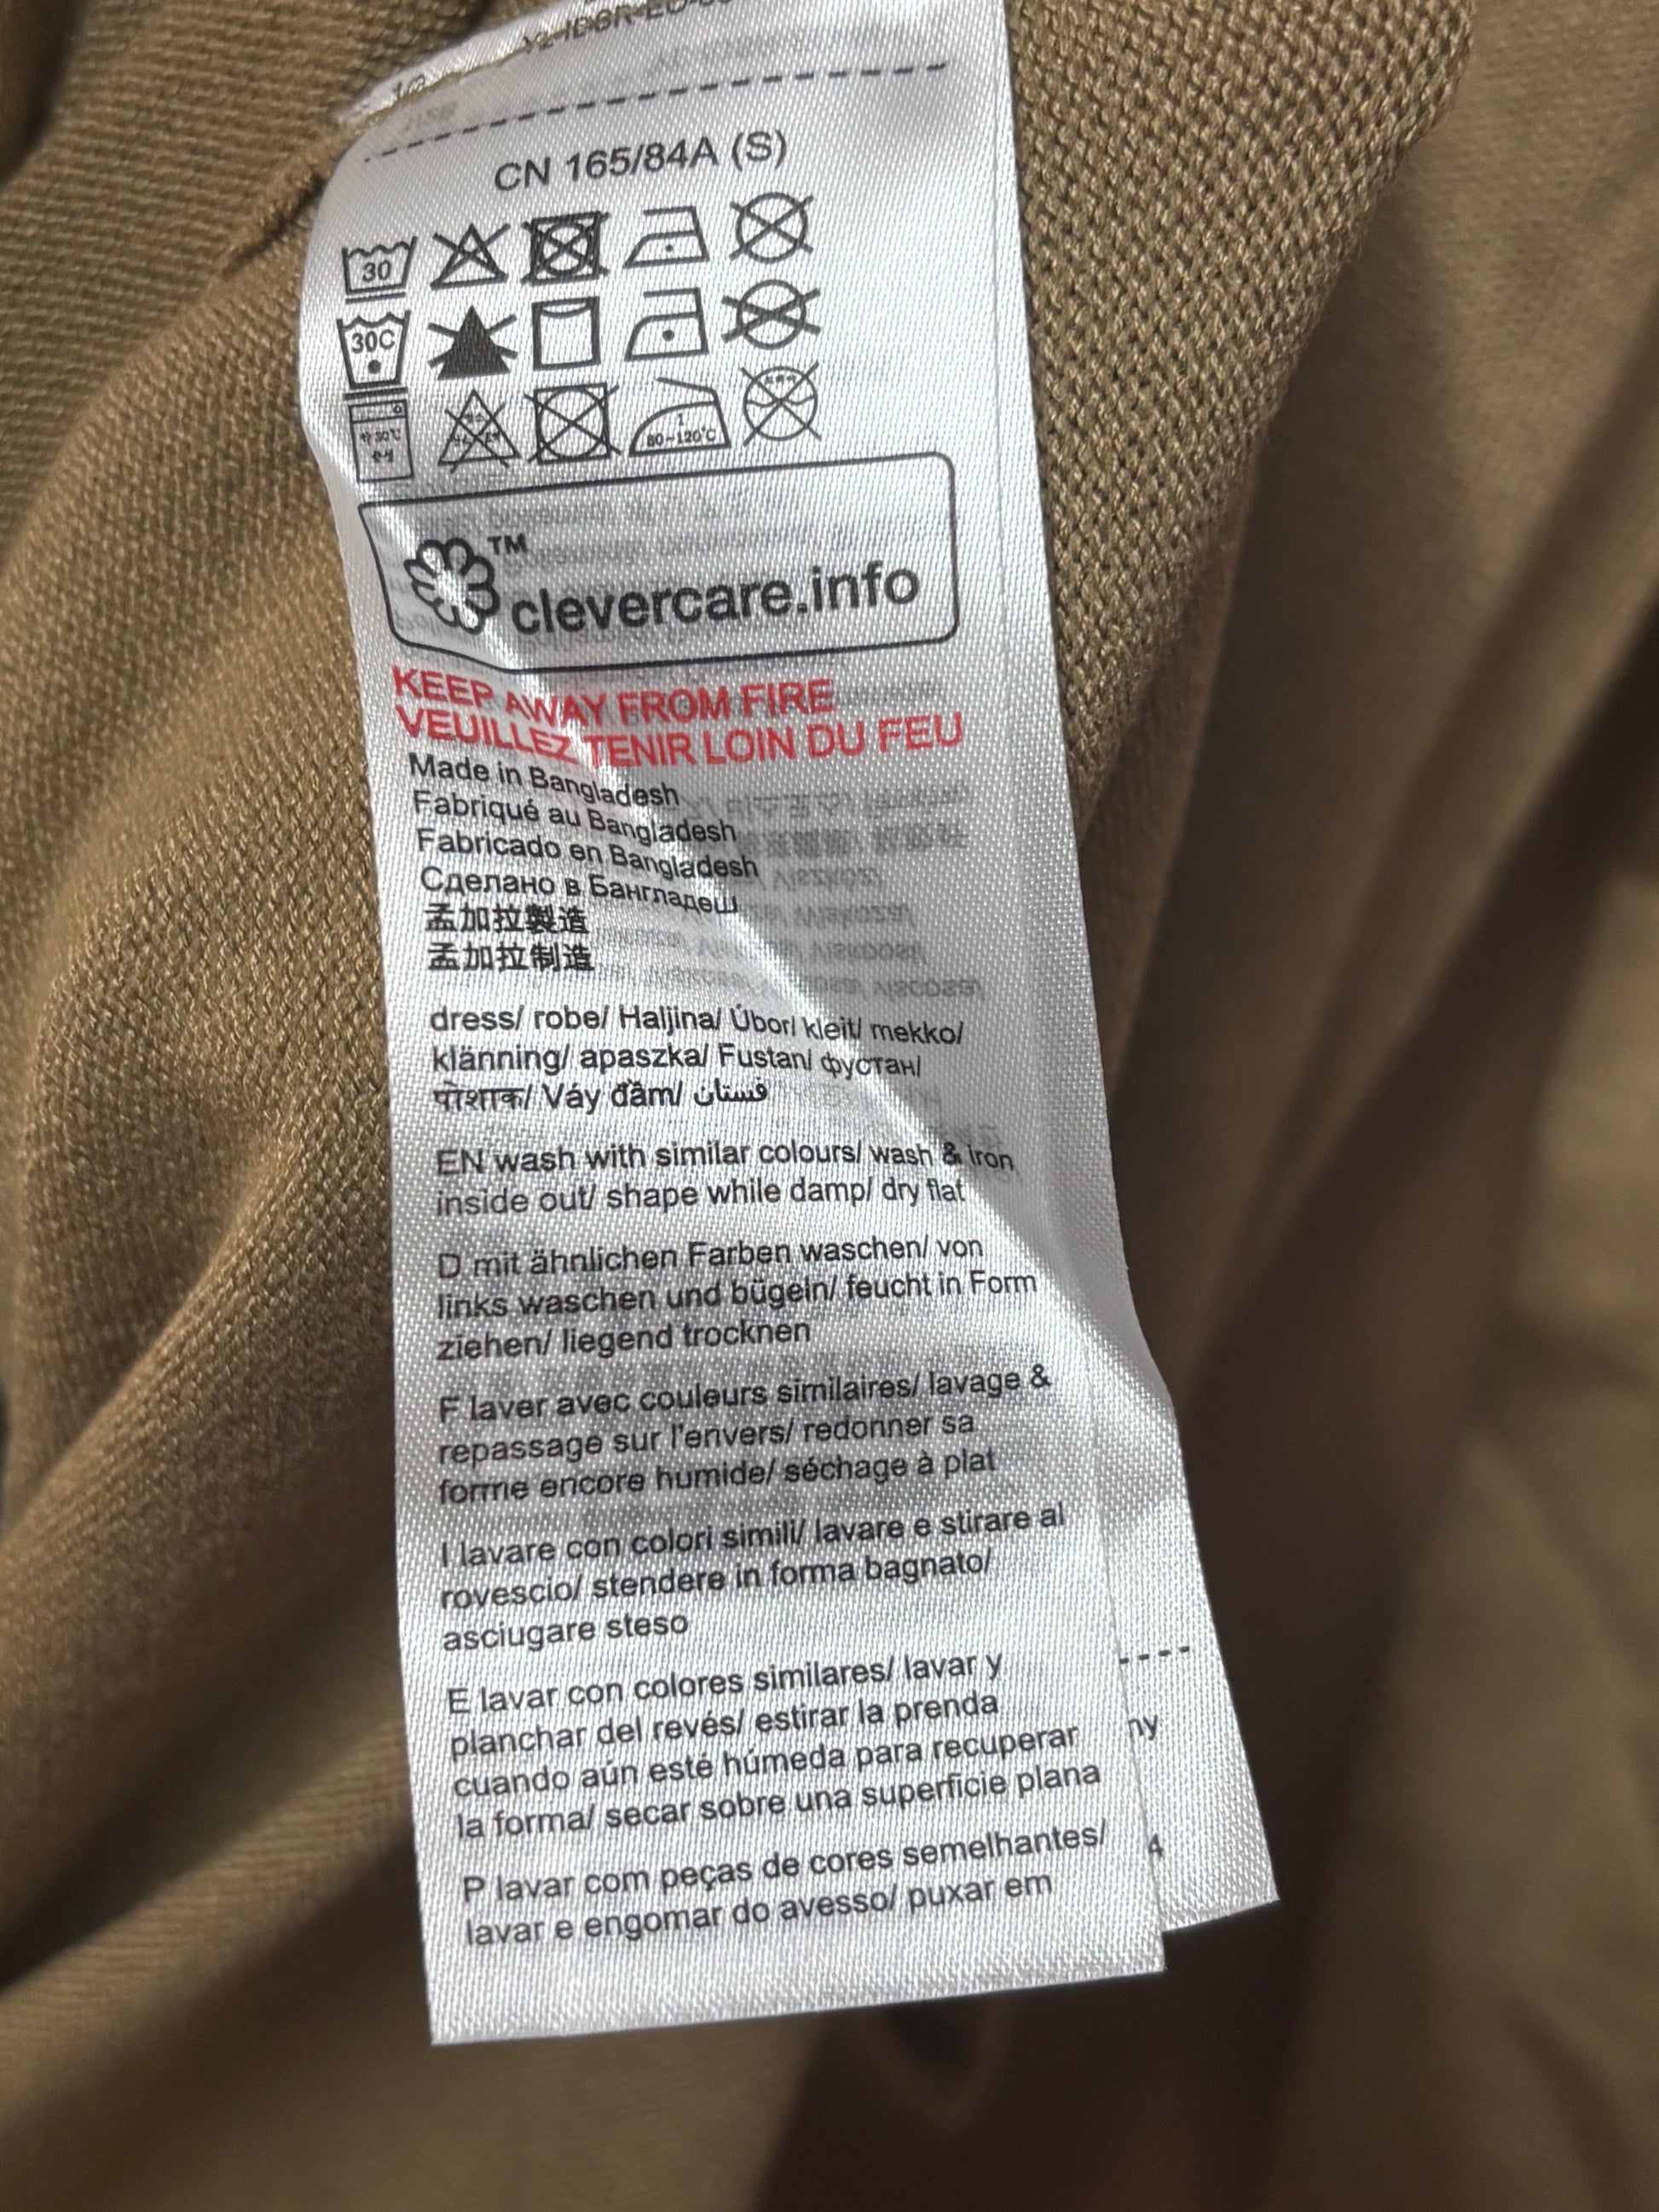 CN 165/84A (S)
30
30C
80~120°C
TM
clevercare.info
KEEP AWAY FROM FIRE
VEUILLEZ TENIR LOIN DU FEU
Made in Bangladesh
Fabriqué au Bangladesh
Fabricado en Bangladesh
Сделано в Бангладеш
孟加拉製造
孟加拉制造
dress/ robe/ Haljina/ Úbor/ kleit/ mekko/
klänning/ apaszka/ Fustan/ фустан/
पोशाक/ Váy đầm/ فستان
EN wash with similar colours/ wash & iron
inside out/ shape while damp/ dry flat
D mit ähnlichen Farben waschen/ von
links waschen und bügeln/ feucht in Form
ziehen/ liegend trocknen
F laver avec couleurs similaires/ lavage &
repassage sur l'envers/ redonner sa
forme encore humide/ séchage à plat
I lavare con colori simili/ lavare e stirare al
rovescio/ stendere in forma bagnato/
asciugare steso
E lavar con colores similares/ lavar y
planchar del revés/ estirar la prenda
cuando aún esté húmeda para recuperar
la forma/ secar sobre una superficie plana
P lavar com peças de cores semelhantes/
lavar e engomar do avesso/ puxar em
ny
4